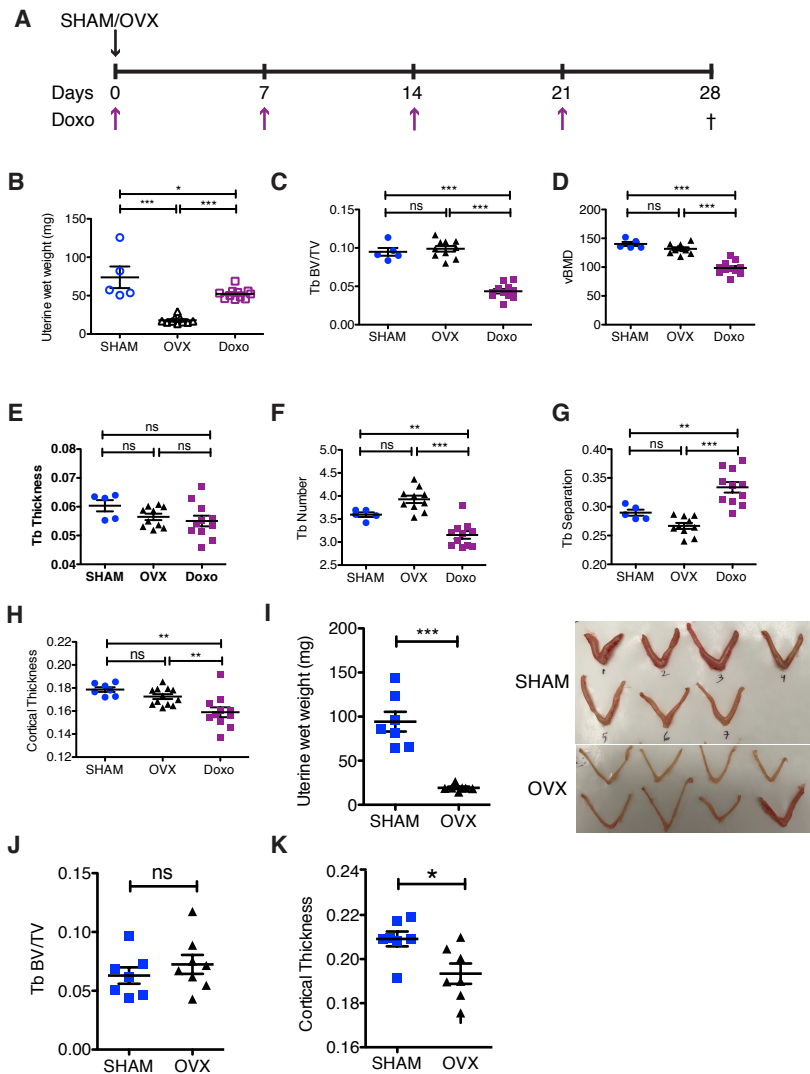 A
SHAM/OVX
Days 0 7 14 21 28
Doxo †
B
*
*** ***
Uterine wet weight (mg)
150
100
50
0
SHAM OVX Doxo
C
***
ns ***
Tb BV/TV
0.15
0.10
0.05
0.00
SHAM OVX Doxo
D
***
ns ***
vBMD
200
150
100
50
0
SHAM OVX Doxo
E
ns
ns ns
Tb Thickness
0.08
0.07
0.06
0.05
0.04
SHAM OVX Doxo
F
**
ns ***
Tb Number
5.0
4.5
4.0
3.5
3.0
2.5
SHAM OVX Doxo
G
**
ns ***
Tb Separation
0.40
0.35
0.30
0.25
0.20
SHAM OVX Doxo
H
**
ns **
Cortical Thickness
0.22
0.20
0.18
0.16
0.14
0.12
SHAM OVX Doxo
I
***
Uterine wet weight (mg)
200
150
100
50
0
SHAM OVX
SHAM
1 2 3 4
5 6 7
OVX
J
ns
Tb BV/TV
0.15
0.10
0.05
0.00
SHAM OVX
K
*
Cortical Thickness
0.24
0.22
0.20
0.18
0.16
SHAM OVX